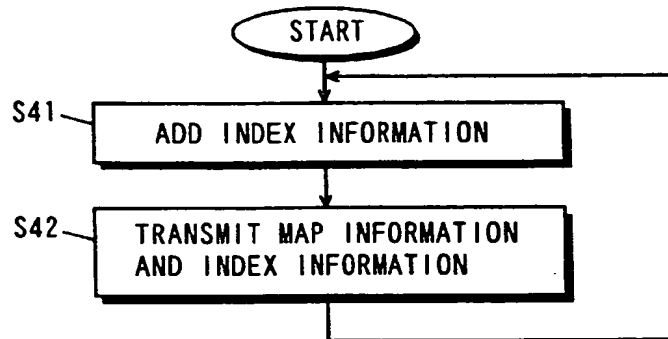 START
S41
ADD INDEX INFORMATION
S42
TRANSMIT MAP INFORMATION
AND INDEX INFORMATION